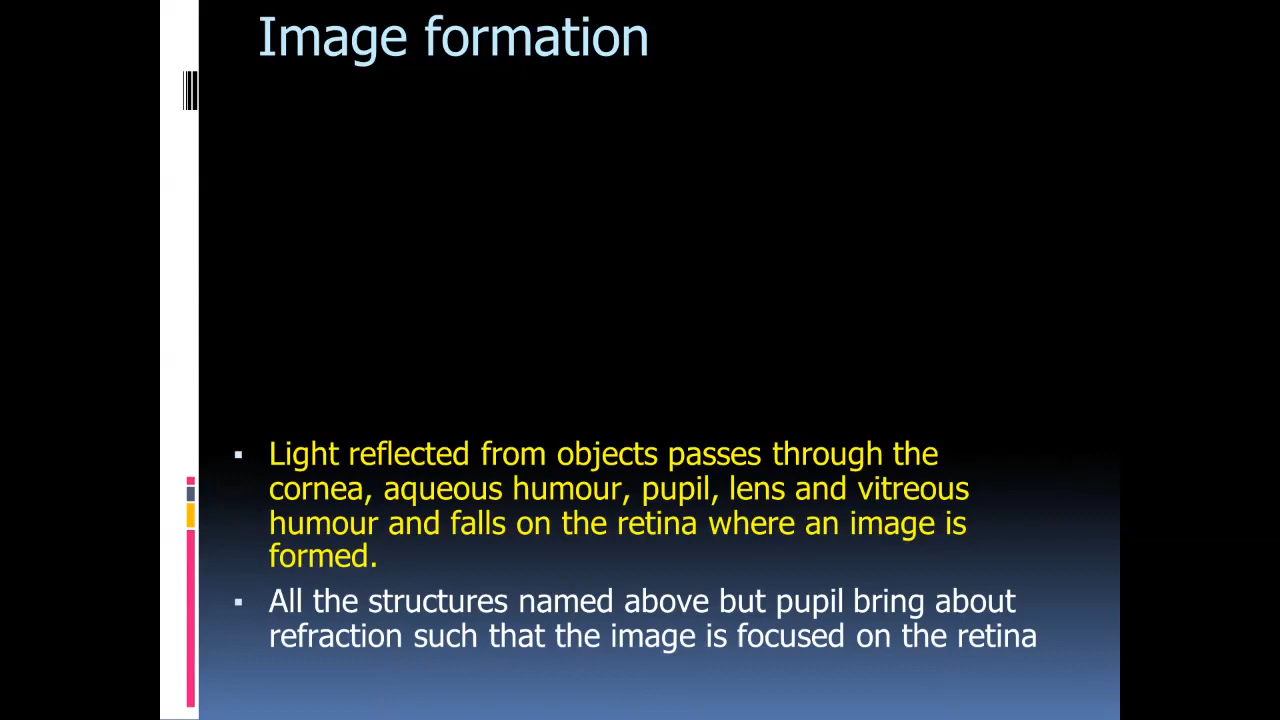 Image formation
▪ Light reflected from objects passes through the
cornea, aqueous humour, pupil, lens and vitreous
humour and falls on the retina where an image is
formed.
▪ All the structures named above but pupil bring about
refraction such that the image is focused on the retina